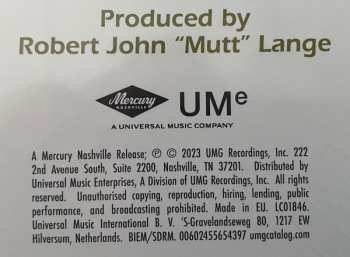 Produced by
Robert John “Mutt” Lange
Mercury
NASHVILLE
UMe
A UNIVERSAL MUSIC COMPANY
A Mercury Nashville Release; ℗ © 2023 UMG Recordings, Inc. 222
2nd Avenue South, Suite 2200, Nashville, TN 37201. Distributed by
Universal Music Enterprises, A Division of UMG Recordings, Inc. All rights
reserved. Unauthorised copying, reproduction, hiring, lending, public
performance, and broadcasting prohibited. Made in EU. LC01846.
Universal Music International B. V. 'S-Gravelandseweg 80, 1217 EW
Hilversum, Netherlands. BIEM/SDRM. 00602455654397 umgcatalog.com